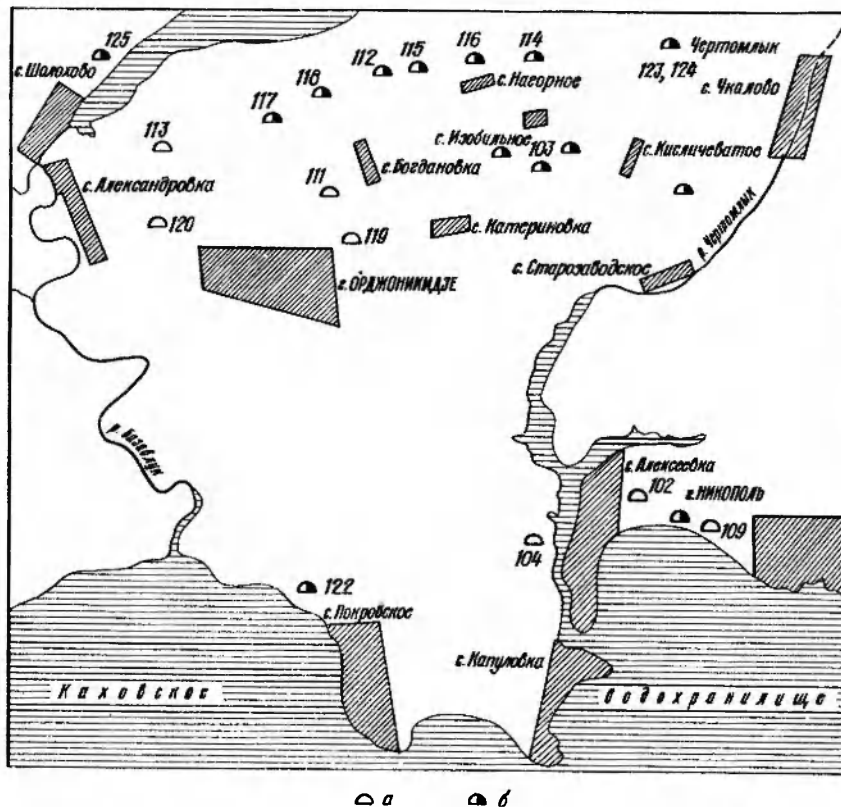 125
112
115
116
114
Чертомлык
123, 124
с. Шолохово
118
с. Нагорное
с. Чкалово
117
113
с. Изобильное
103
с. Кисличеватое
с. Богдановка
с. Александровка
111
120
119
с. Катериновка
р. Чертомлык
с. Старозаводское
г. ОРДЖОНИКИДЗЕ
р. Базавлук
с. Алексеевка
102
г. НИКОПОЛЬ
109
104
122
с. Покровское
с. Капуловка
Каховское
водохранилище
а
б